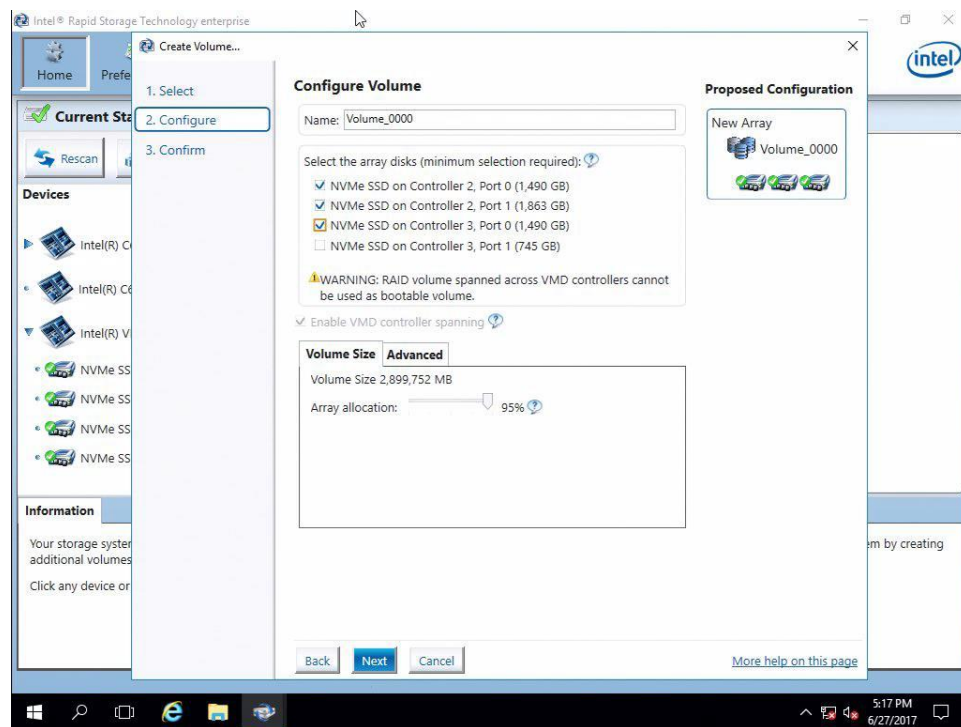 Intel® Rapid Storage Technology enterprise
Home
Prefe
intel
Current Sta
Rescan
Devices
Intel(R) C
Intel(R) C6
Intel(R) V
NVMe SS
NVMe SS
NVMe SS
NVMe SS
Create Volume...
1. Select
2. Configure
3. Confirm
Configure Volume
Name: Volume_0000
Select the array disks (minimum selection required):
NVMe SSD on Controller 2, Port 0 (1,490 GB)
NVMe SSD on Controller 2, Port 1 (1,863 GB)
NVMe SSD on Controller 3, Port 0 (1,490 GB)
NVMe SSD on Controller 3, Port 1 (745 GB)
WARNING: RAID volume spanned across VMD controllers cannot
be used as bootable volume.
Enable VMD controller spanning
Volume Size Advanced
Volume Size 2,899,752 MB
Array allocation: 95%
Proposed Configuration
New Array
Volume_0000
Back Next Cancel
More help on this page
Information
Your storage system by creating
additional volumes
Click any device or
5:17 PM
6/27/2017